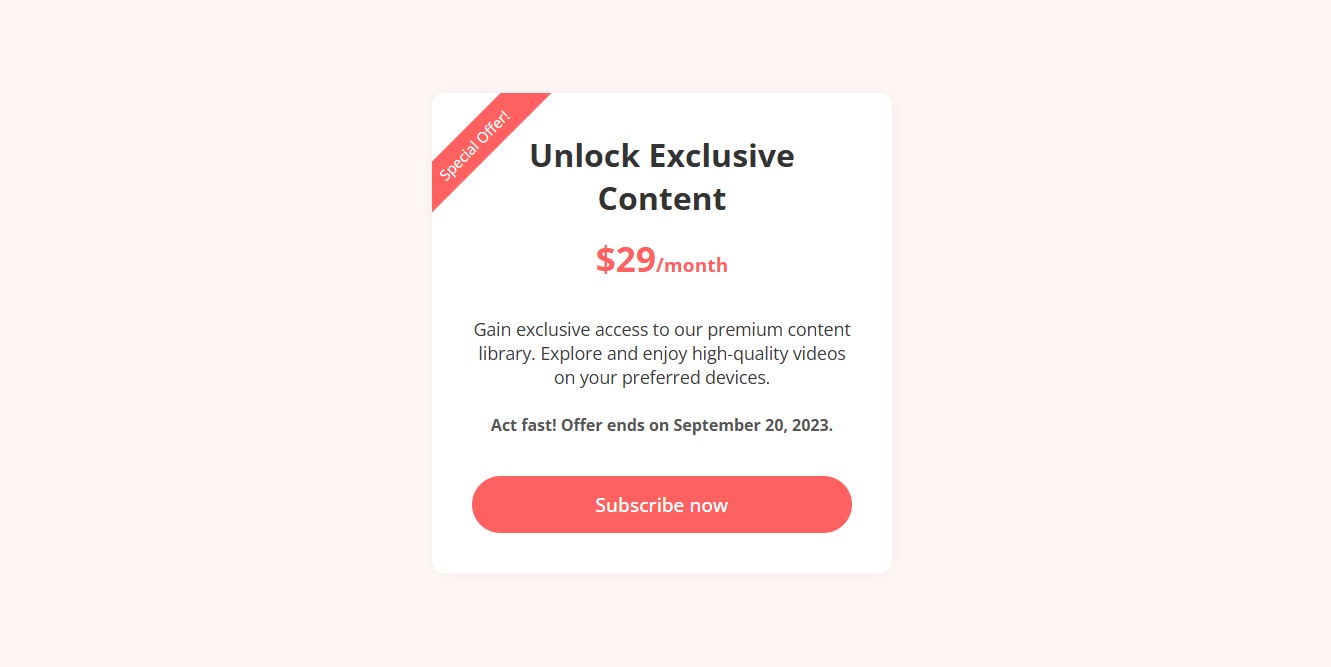 Special Offer!
Unlock Exclusive
Content
$29/month
Gain exclusive access to our premium content
library. Explore and enjoy high-quality videos
on your preferred devices.
Act fast! Offer ends on September 20, 2023.
Subscribe now